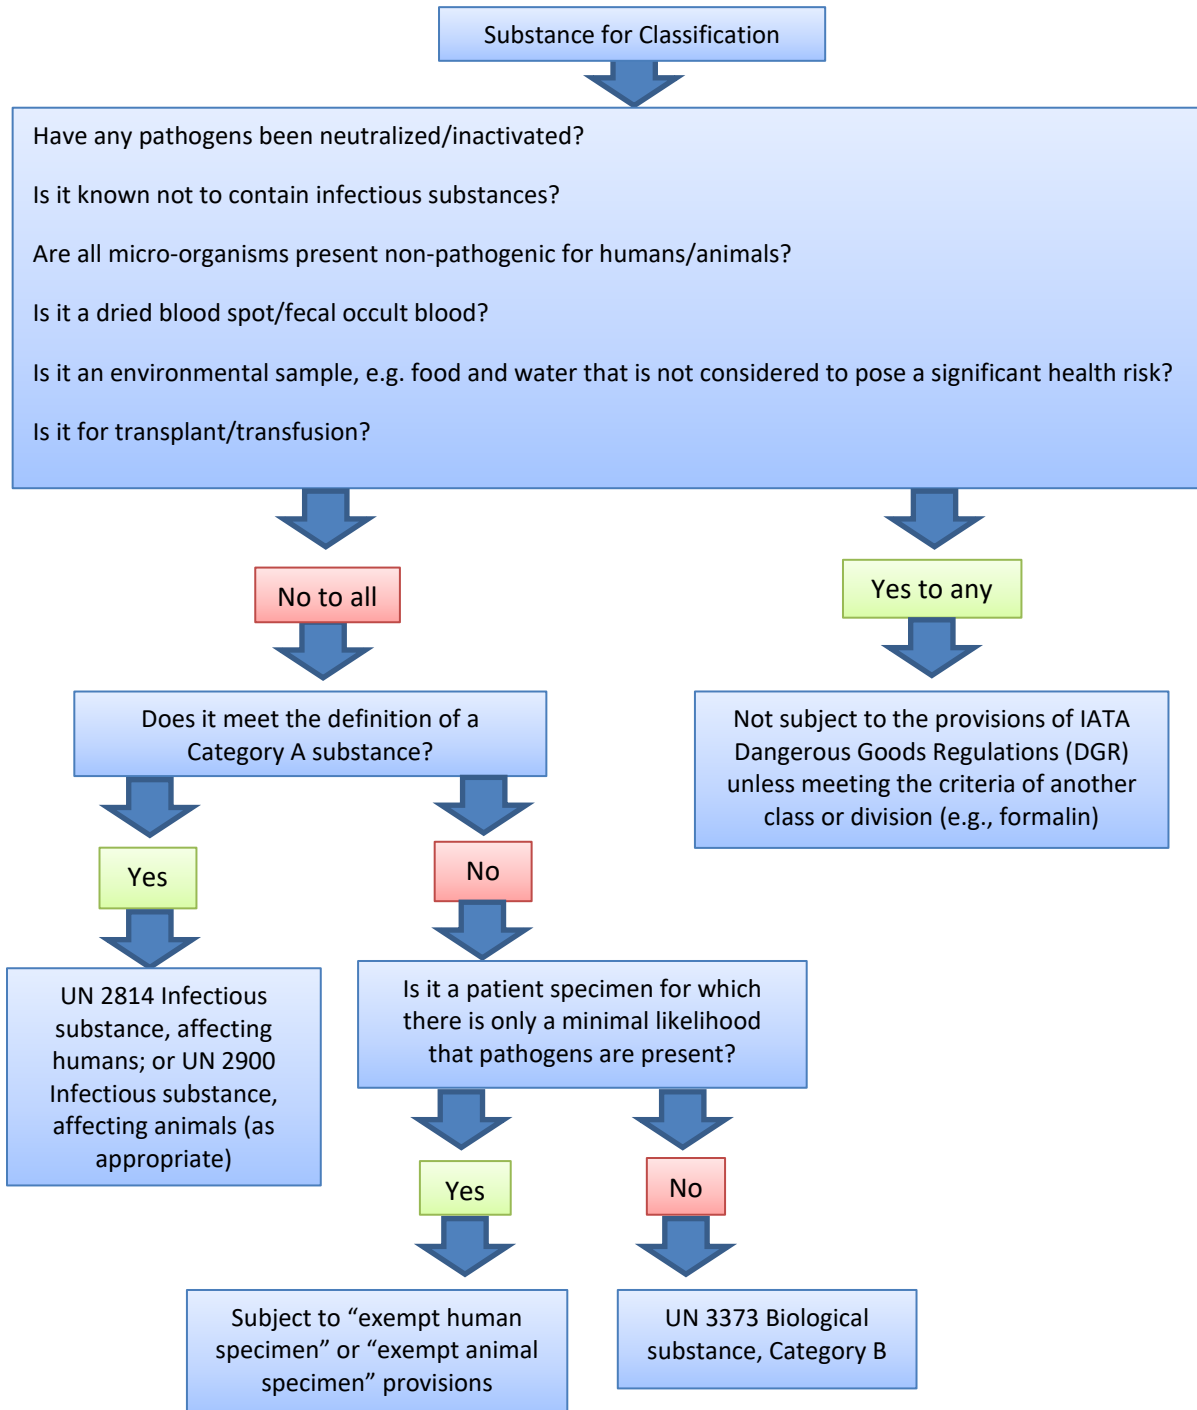 Substance for Classification
Have any pathogens been neutralized/inactivated?
Is it known not to contain infectious substances?
Are all micro-organisms present non-pathogenic for humans/animals?
Is it a dried blood spot/fecal occult blood?
Is it an environmental sample, e.g. food and water that is not considered to pose a significant health risk?
Is it for transplant/transfusion?
No to all
Yes to any
Does it meet the definition of a
Category A substance?
Not subject to the provisions of IATA
Dangerous Goods Regulations (DGR)
unless meeting the criteria of another
class or division (e.g., formalin)
Yes
No
UN 2814 Infectious
substance, affecting
humans; or UN 2900
Infectious substance,
affecting animals (as
appropriate)
Is it a patient specimen for which
there is only a minimal likelihood
that pathogens are present?
Yes
No
Subject to “exempt human
specimen” or “exempt animal
specimen” provisions
UN 3373 Biological
substance, Category B